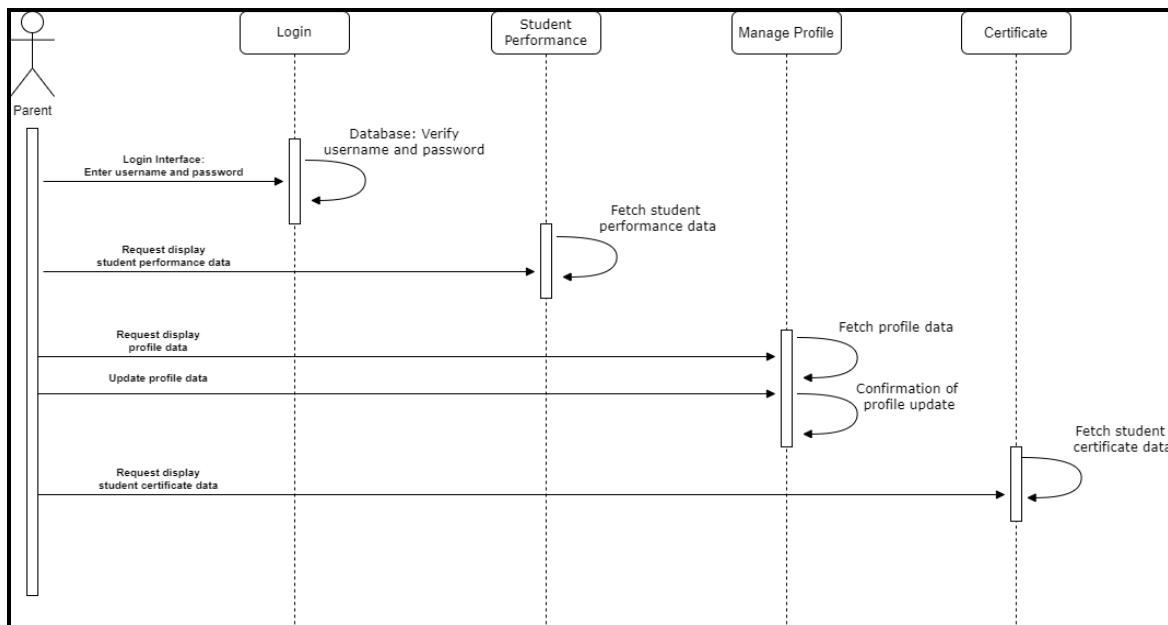 Login
Student
Performance
Manage Profile
Certificate
Parent
Database: Verify
username and password
Login Interface:
Enter username and password
Fetch student
performance data
Request display
student performance data
Fetch profile data
Request display
profile data
Update profile data
Confirmation of
profile update
Fetch student
certificate data
Request display
student certificate data